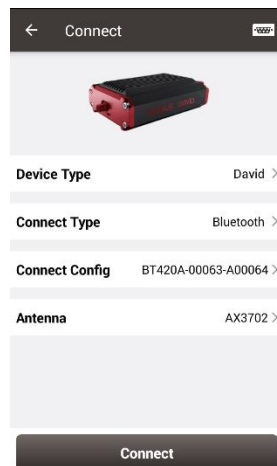 Connect
Device Type David
Connect Type Bluetooth
Connect Config BT420A-00063-A00064
Antenna AX3702
Connect